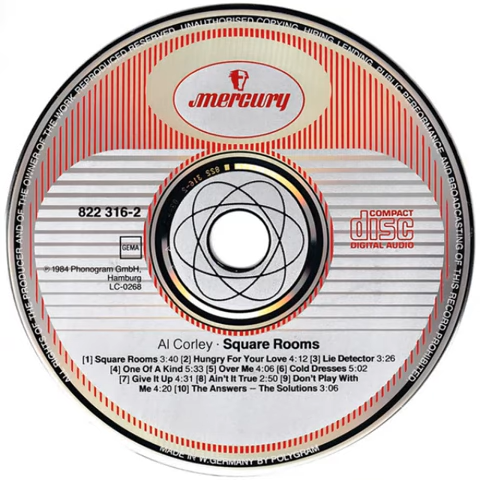 ALL RIGHTS OF THE PRODUCER AND OF THE OWNER OF THE WORK REPRODUCED RESERVED. UNAUTHORISED COPYING, HIRING, LENDING, PUBLIC PERFORMANCE AND BROADCASTING OF THIS RECORD PROHIBITED
mercury
822 316-2
822 316-2
COMPACT
disc
DIGITAL AUDIO
GEMA
℗ 1984 Phonogram GmbH,
Hamburg
LC-0268
Al Corley · Square Rooms
[1] Square Rooms 3:40 [2] Hungry For Your Love 4:12 [3] Lie Detector 3:26
[4] One Of A Kind 5:33 [5] Over Me 4:06 [6] Cold Dresses 5:02
[7] Give It Up 4:31 [8] Ain't It True 2:50 [9] Don't Play With
Me 4:20 [10] The Answers — The Solutions 3:06
MADE IN W.GERMANY BY POLYGRAM